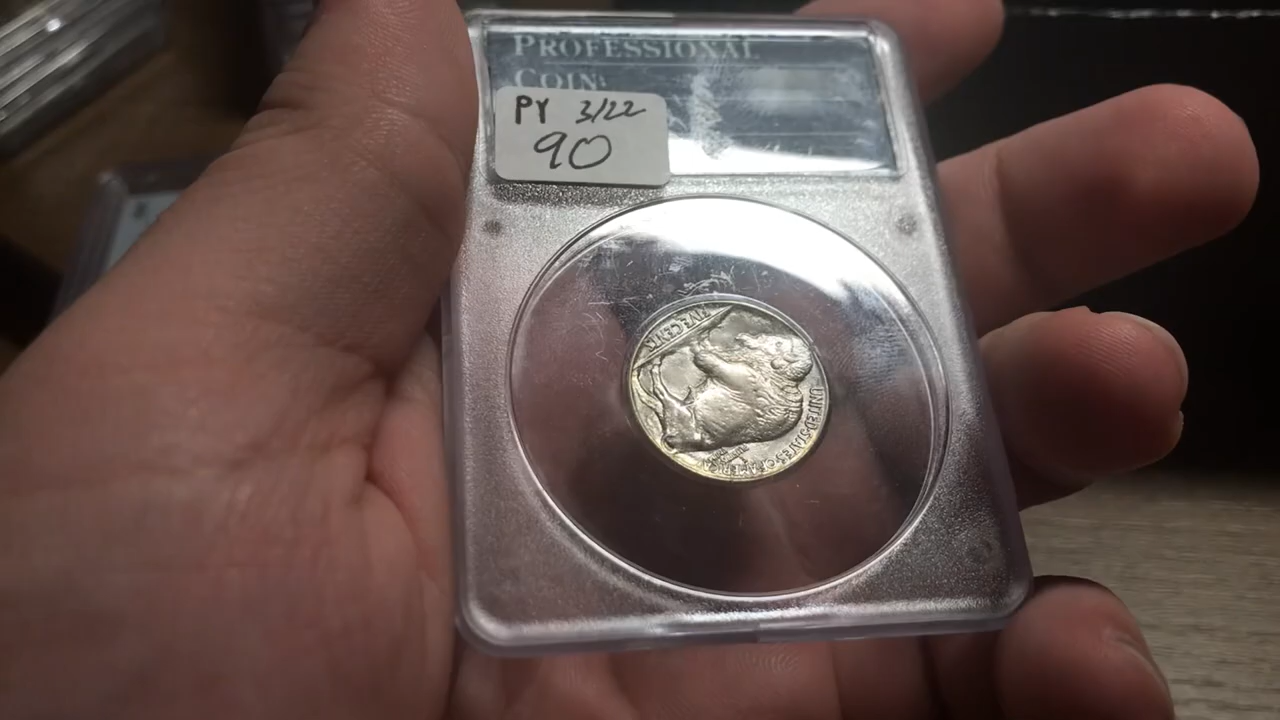 PROFESSIONAL
COIN
PY 3/22
90
FIVE CENTS
UNITED STATES OF AMERICA